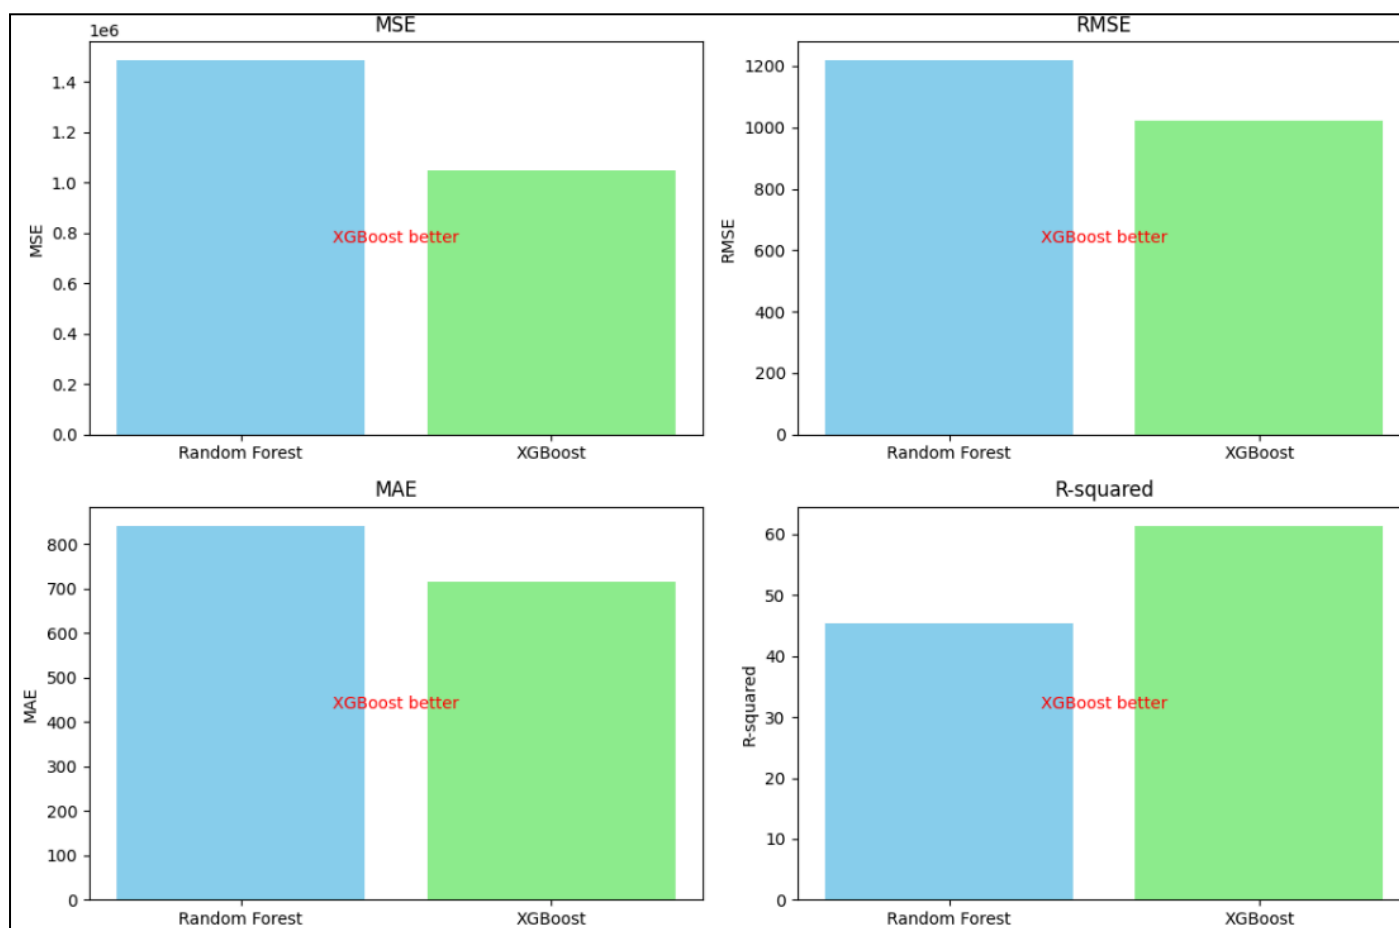 MSE
1e6
1.4
1.2
1.0
0.8
0.6
0.4
0.2
0.0
MSE
XGBoost better
Random Forest
XGBoost
RMSE
1200
1000
800
600
400
200
0
RMSE
XGBoost better
Random Forest
XGBoost
MAE
800
700
600
500
400
300
200
100
0
MAE
XGBoost better
Random Forest
XGBoost
R-squared
60
50
40
30
20
10
0
R-squared
XGBoost better
Random Forest
XGBoost